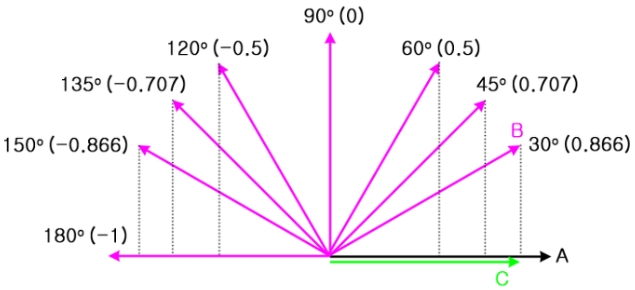 90° (0)
120° (-0.5)
60° (0.5)
135° (-0.707)
45° (0.707)
B
150° (-0.866)
30° (0.866)
180° (-1)
A
C